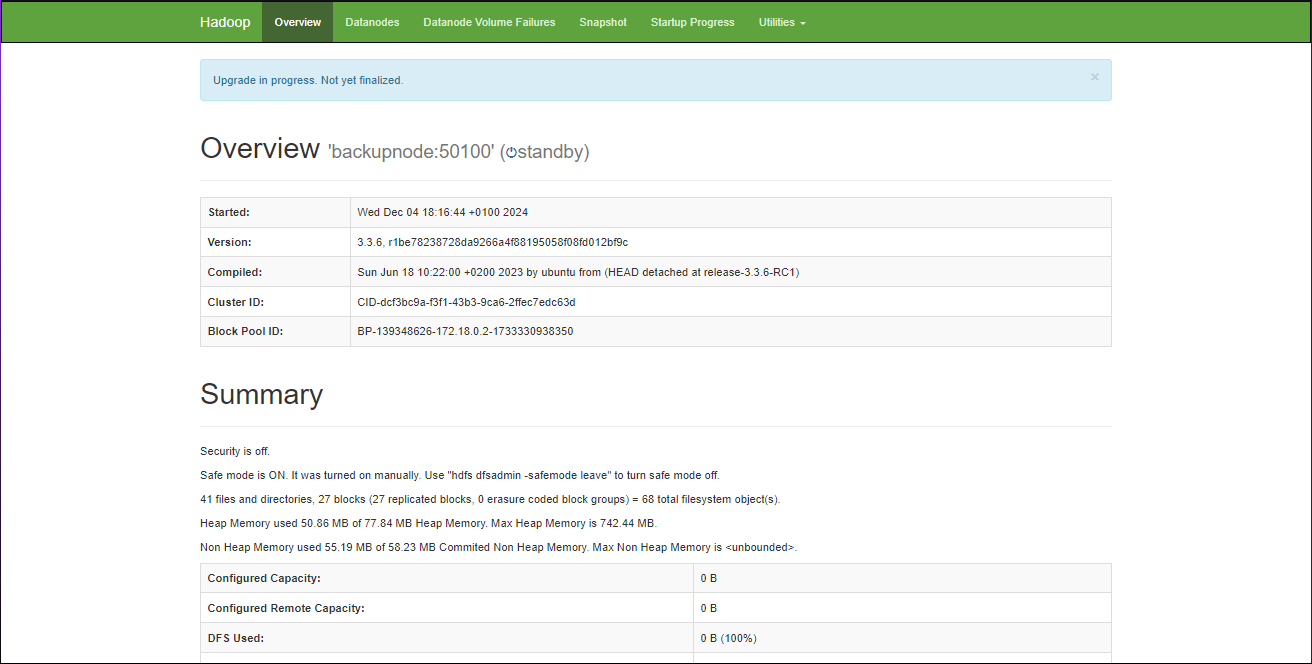 Hadoop Overview Datanodes Datanode Volume Failures Snapshot Startup Progress Utilities
Upgrade in progress. Not yet finalized. ×
Overview 'backupnode:50100' (standby)
Started: Wed Dec 04 18:16:44 +0100 2024
Version: 3.3.6, r1be78238728da9266a4f88195058f08fd012bf9c
Compiled: Sun Jun 18 10:22:00 +0200 2023 by ubuntu from (HEAD detached at release-3.3.6-RC1)
Cluster ID: CID-dcf3bc9a-f3f1-43b3-9ca6-2ffec7edc63d
Block Pool ID: BP-139348626-172.18.0.2-1733330938350
Summary
Security is off.
Safe mode is ON. It was turned on manually. Use "hdfs dfsadmin -safemode leave" to turn safe mode off.
41 files and directories, 27 blocks (27 replicated blocks, 0 erasure coded block groups) = 68 total filesystem object(s).
Heap Memory used 50.86 MB of 77.84 MB Heap Memory. Max Heap Memory is 742.44 MB.
Non Heap Memory used 55.19 MB of 58.23 MB Commited Non Heap Memory. Max Non Heap Memory is <unbounded>.
Configured Capacity: 0 B
Configured Remote Capacity: 0 B
DFS Used: 0 B (100%)